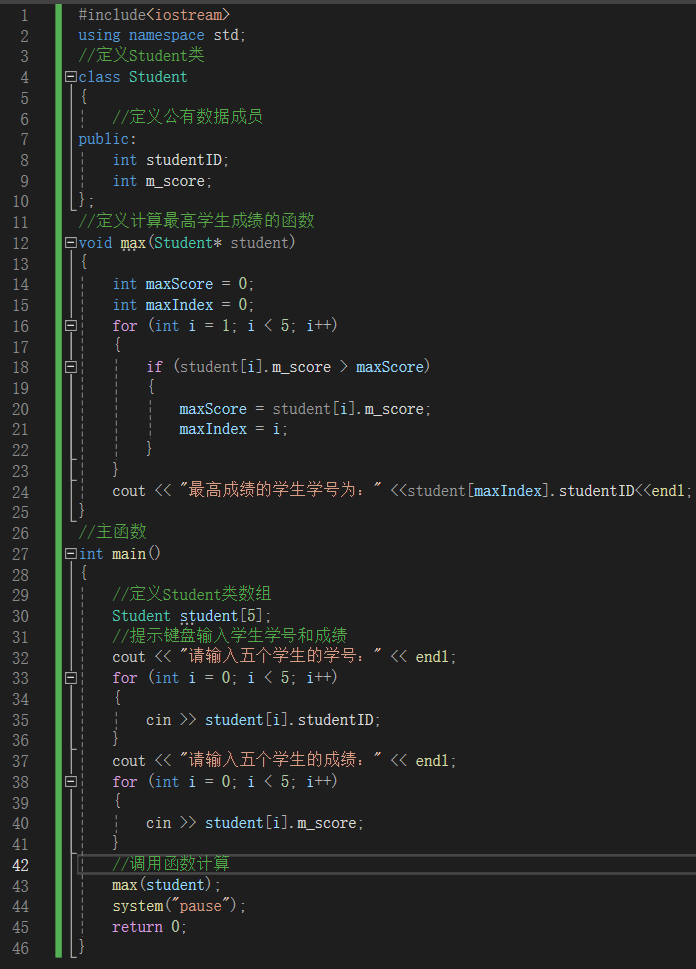 1 #include<iostream>
2 using namespace std;
3 //定义Student类
4 class Student
5 {
6 //定义公有数据成员
7 public:
8 int studentID;
9 int m_score;
10 };
11 //定义计算最高学生成绩的函数
12 void max(Student* student)
13 {
14 int maxScore = 0;
15 int maxIndex = 0;
16 for (int i = 1; i < 5; i++)
17 {
18 if (student[i].m_score > maxScore)
19 {
20 maxScore = student[i].m_score;
21 maxIndex = i;
22 }
23 }
24 cout << "最高成绩的学生学号为：" <<student[maxIndex].studentID<<endl;
25 }
26 //主函数
27 int main()
28 {
29 //定义Student类数组
30 Student student[5];
31 //提示键盘输入学生学号和成绩
32 cout << "请输入五个学生的学号：" << endl;
33 for (int i = 0; i < 5; i++)
34 {
35 cin >> student[i].studentID;
36 }
37 cout << "请输入五个学生的成绩：" << endl;
38 for (int i = 0; i < 5; i++)
39 {
40 cin >> student[i].m_score;
41 }
42 //调用函数计算
43 max(student);
44 system("pause");
45 return 0;
46 }